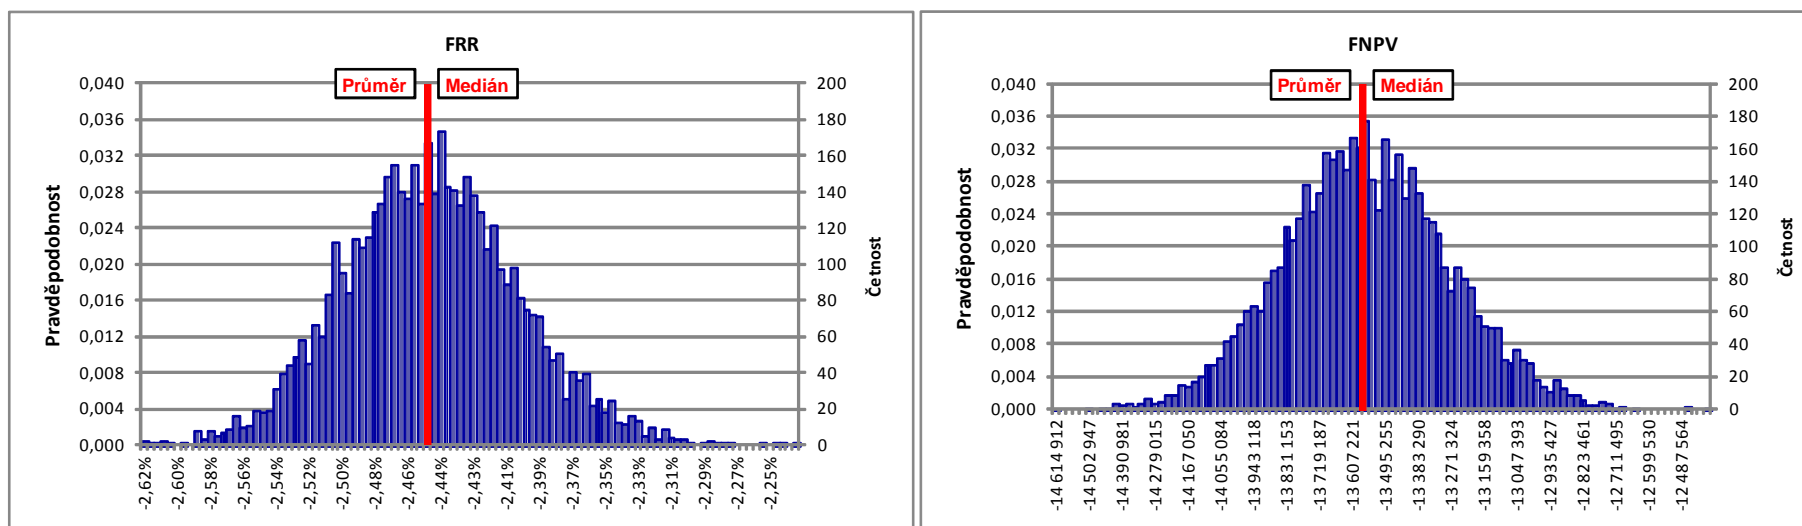 FRR
Průměr
Medián
0,040
0,036
0,032
0,028
0,024
0,020
0,016
0,012
0,008
0,004
0,000
Pravděpodobnost
200
180
160
140
120
100
80
60
40
20
0
Četnost
-2,62%
-2,60%
-2,58%
-2,56%
-2,54%
-2,52%
-2,50%
-2,48%
-2,46%
-2,44%
-2,43%
-2,41%
-2,39%
-2,37%
-2,35%
-2,33%
-2,31%
-2,29%
-2,27%
-2,25%
FNPV
Průměr
Medián
0,040
0,036
0,032
0,028
0,024
0,020
0,016
0,012
0,008
0,004
0,000
Pravděpodobnost
200
180
160
140
120
100
80
60
40
20
0
Četnost
-14 614 912
-14 502 947
-14 390 981
-14 279 015
-14 167 050
-14 055 084
-13 943 118
-13 831 153
-13 719 187
-13 607 221
-13 495 255
-13 383 290
-13 271 324
-13 159 358
-13 047 393
-12 935 427
-12 823 461
-12 711 495
-12 599 530
-12 487 564